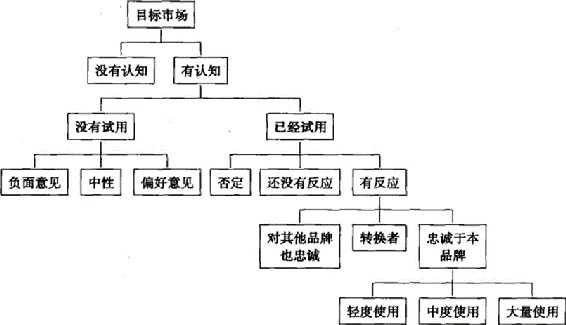 目标市场
没有认知
有认知
没有试用
已经试用
负面意见
中性
偏好意见
否定
还没有反应
有反应
对其他品牌
也忠诚
转换者
忠诚于本
品牌
轻度使用
中度使用
大量使用